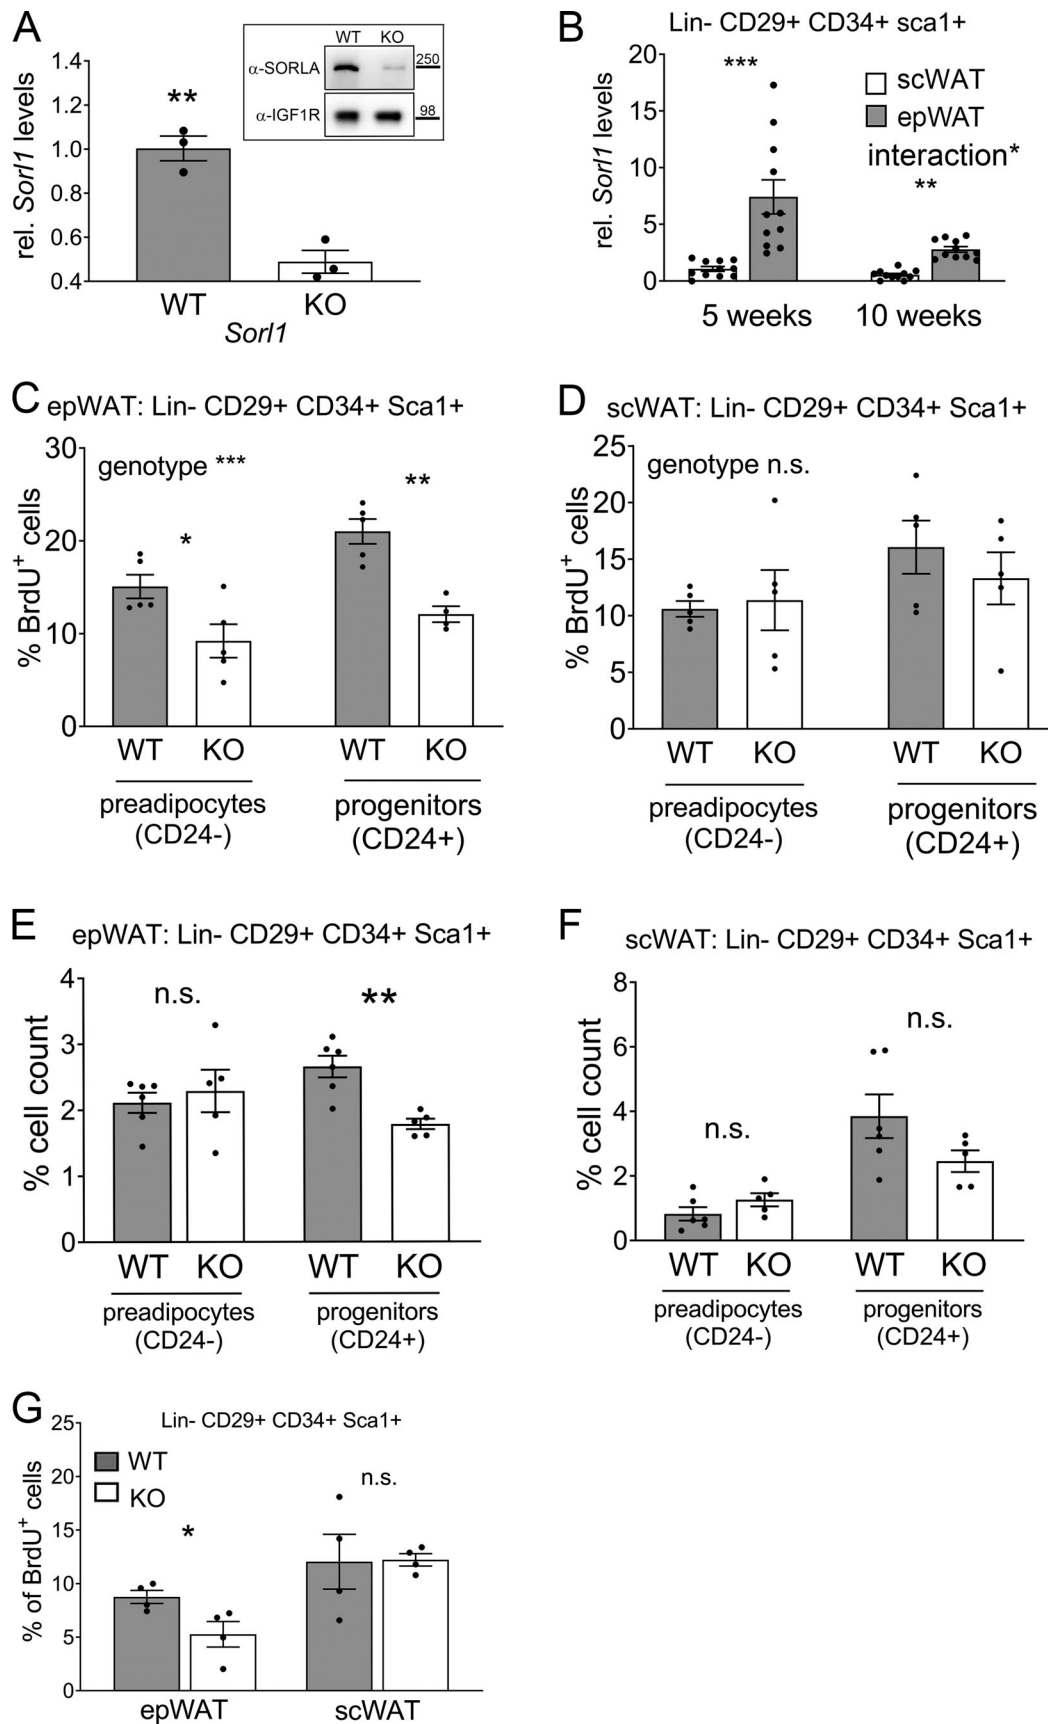 A
rel. Sorl1 levels
1.4
1.2
1.0
0.8
0.6
0.4
**
WT KO
α-SORLA
250
α-IGF1R
98
WT KO
Sorl1
B
Lin- CD29+ CD34+ sca1+
rel. Sorl1 levels
20
15
10
5
0
***
scWAT
epWAT
interaction*
**
5 weeks 10 weeks
C
epWAT: Lin- CD29+ CD34+ Sca1+
% BrdU+ cells
30
20
10
0
genotype ***
*
**
WT KO WT KO
preadipocytes progenitors
(CD24-) (CD24+)
D
scWAT: Lin- CD29+ CD34+ Sca1+
% BrdU+ cells
25
20
15
10
5
0
genotype n.s.
WT KO WT KO
preadipocytes progenitors
(CD24-) (CD24+)
E
epWAT: Lin- CD29+ CD34+ Sca1+
% cell count
4
3
2
1
0
n.s.
**
WT KO WT KO
preadipocytes progenitors
(CD24-) (CD24+)
F
scWAT: Lin- CD29+ CD34+ Sca1+
% cell count
8
6
4
2
0
n.s.
n.s.
WT KO WT KO
preadipocytes progenitors
(CD24-) (CD24+)
G
Lin- CD29+ CD34+ Sca1+
% of BrdU+ cells
25
20
15
10
5
0
WT
KO
*
n.s.
epWAT scWAT